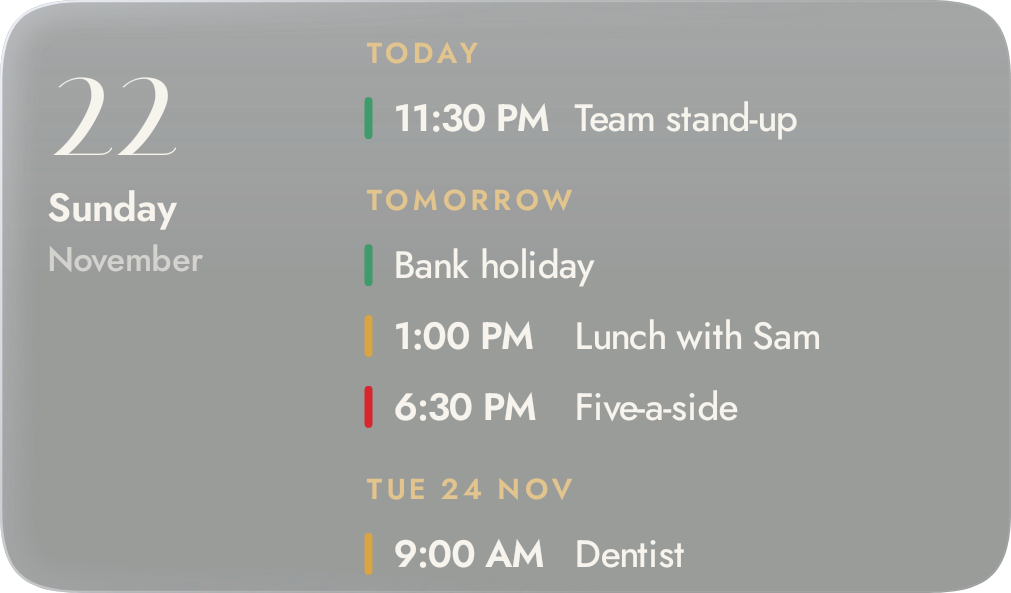 22
Sunday
November
TODAY
11:30 PM Team stand-up
TOMORROW
Bank holiday
1:00 PM Lunch with Sam
6:30 PM Five-a-side
TUE 24 NOV
9:00 AM Dentist